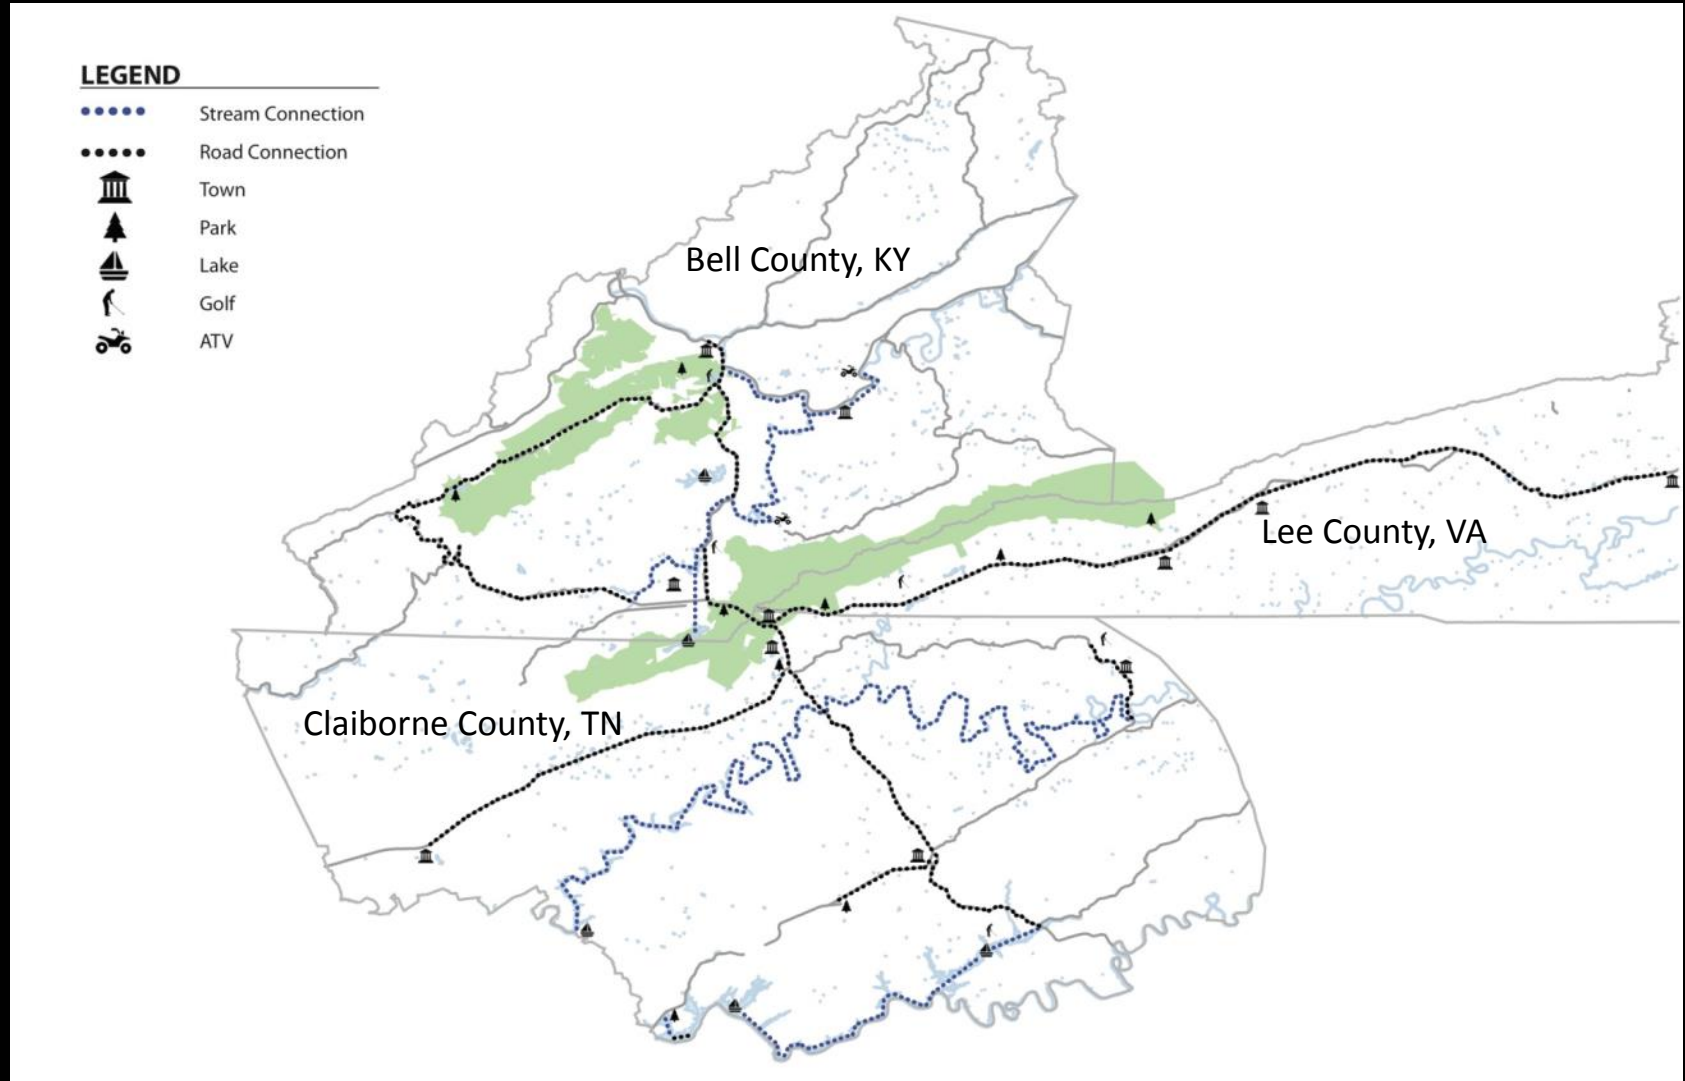 LEGEND
Stream Connection
Road Connection
Town
Park
Lake
Golf
ATV
Bell County, KY
Lee County, VA
Claiborne County, TN